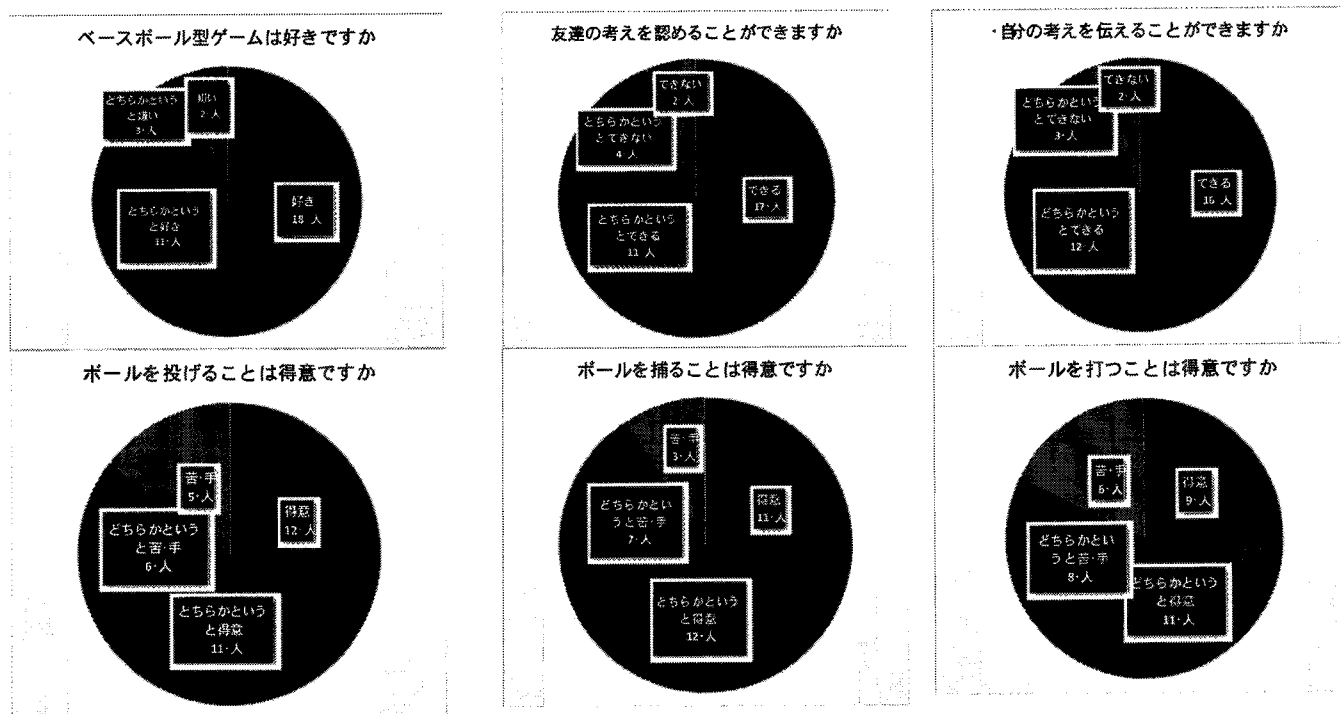 ベースボール型ゲームは好きですか
どちらかという
と嫌い
3・人
嫌い
2・人
どちらかという
と好き
11・人
好き
18 人
友達の考えを認めることができますか
できない
2 人
どちらかという
とできない
4 人
どちらかという
とできる
11 人
できる
17・人
・自分の考えを伝えることができますか
できない
2・人
どちらかという
とできない
3・人
どちらかという
とできる
12・人
できる
16 人
ボールを投げることは得意ですか
苦・手
5・人
どちらかという
と苦・手
6・人
どちらかという
と得意
11・人
得意
12・人
ボールを捕ることは得意ですか
苦・手
3・人
どちらかとい
うと苦・手
7・人
どちらかという
と得意
12・人
得意
11・人
ボールを打つことは得意ですか
苦・手
6・人
どちらかとい
うと苦・手
8・人
どちらかという
と得意
11・人
得意
9・人